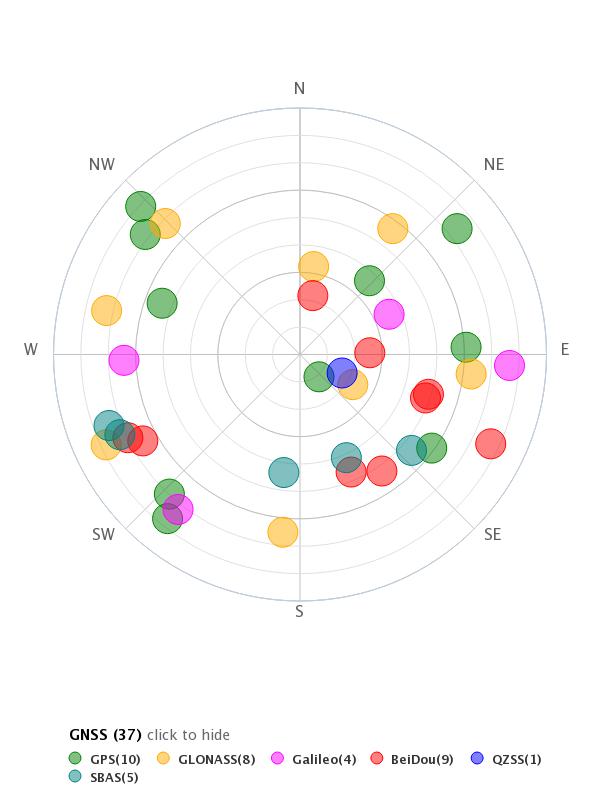 N
NW
NE
W
E
SW
SE
S
GNSS (37) click to hide
GPS(10) GLONASS(8) Galileo(4) BeiDou(9) QZSS(1)
SBAS(5)